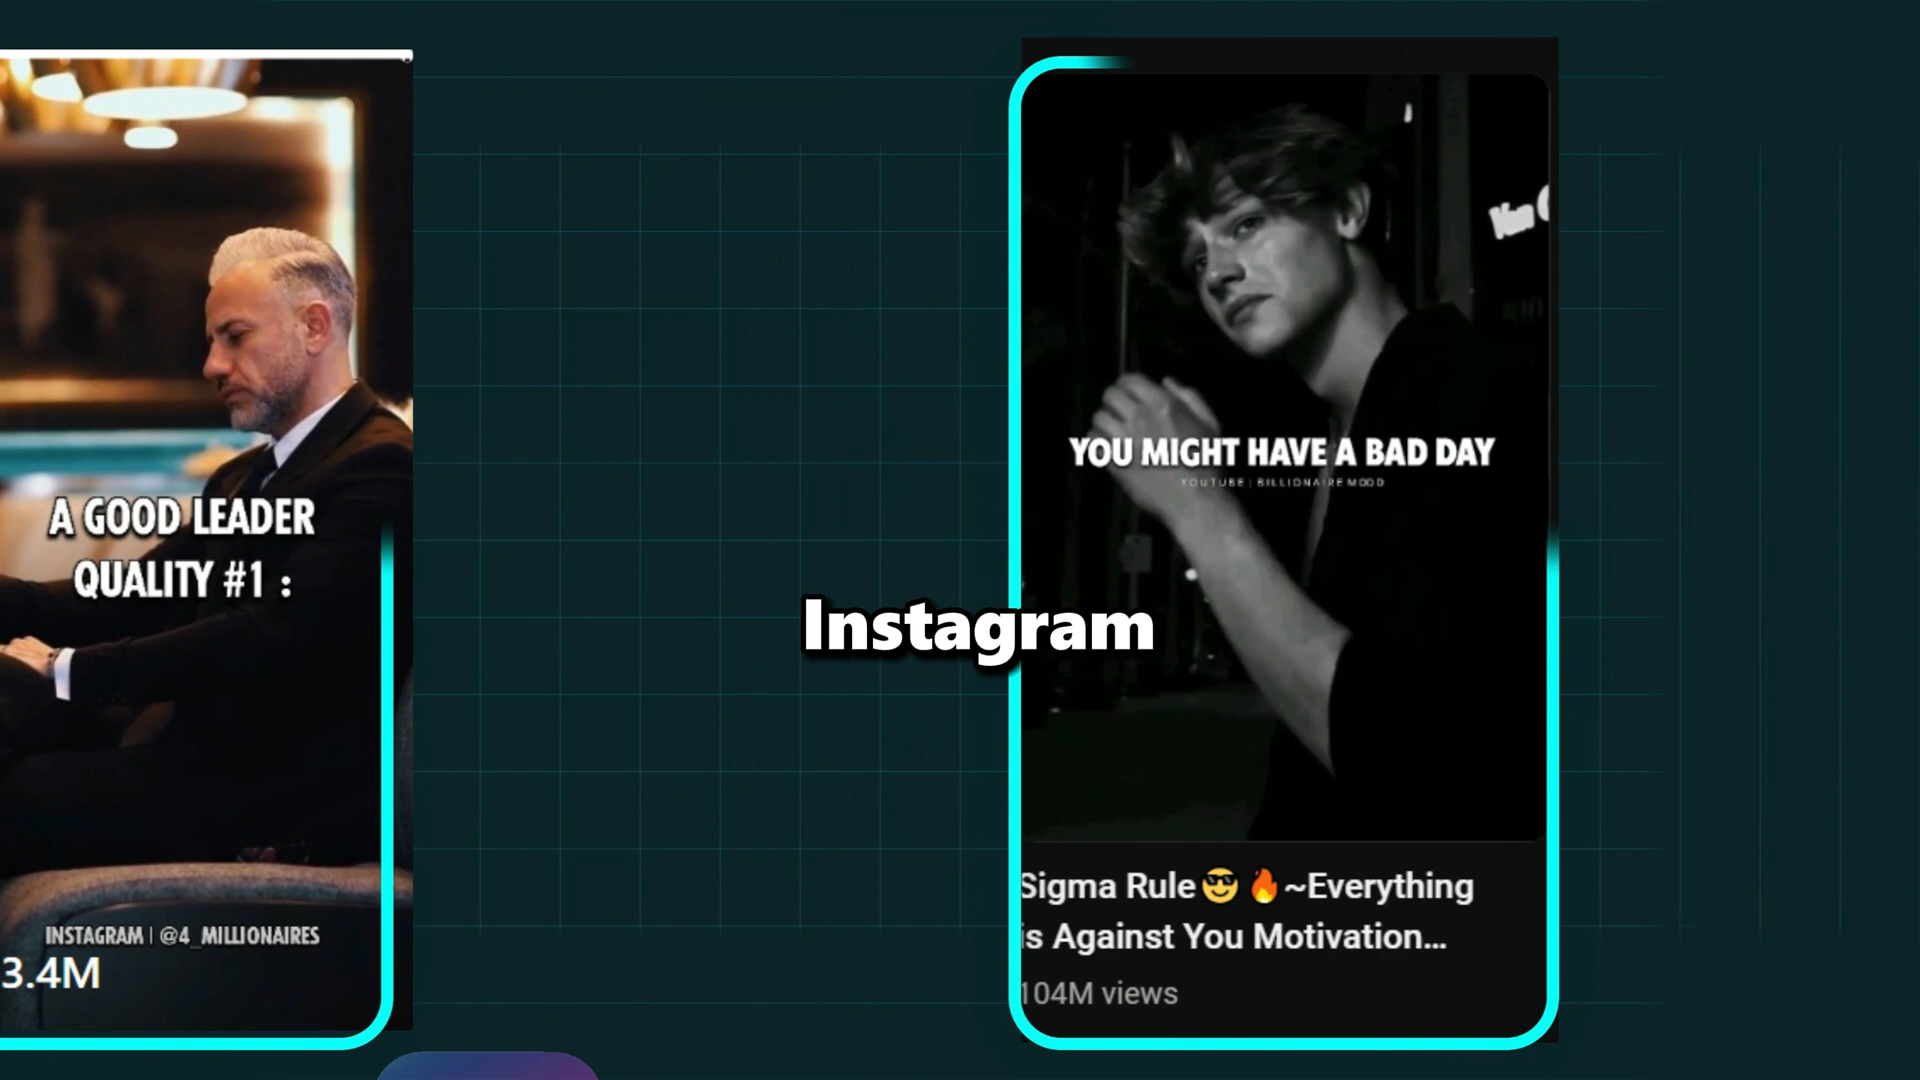 A GOOD LEADER
QUALITY #1 :
INSTAGRAM | @4_MILLIONAIRES
3.4M
Instagram
YOU MIGHT HAVE A BAD DAY
YOUTUBE | BILLIONAIRE MOOD
Sigma Rule😎🔥~Everything
is Against You Motivation...
104M views